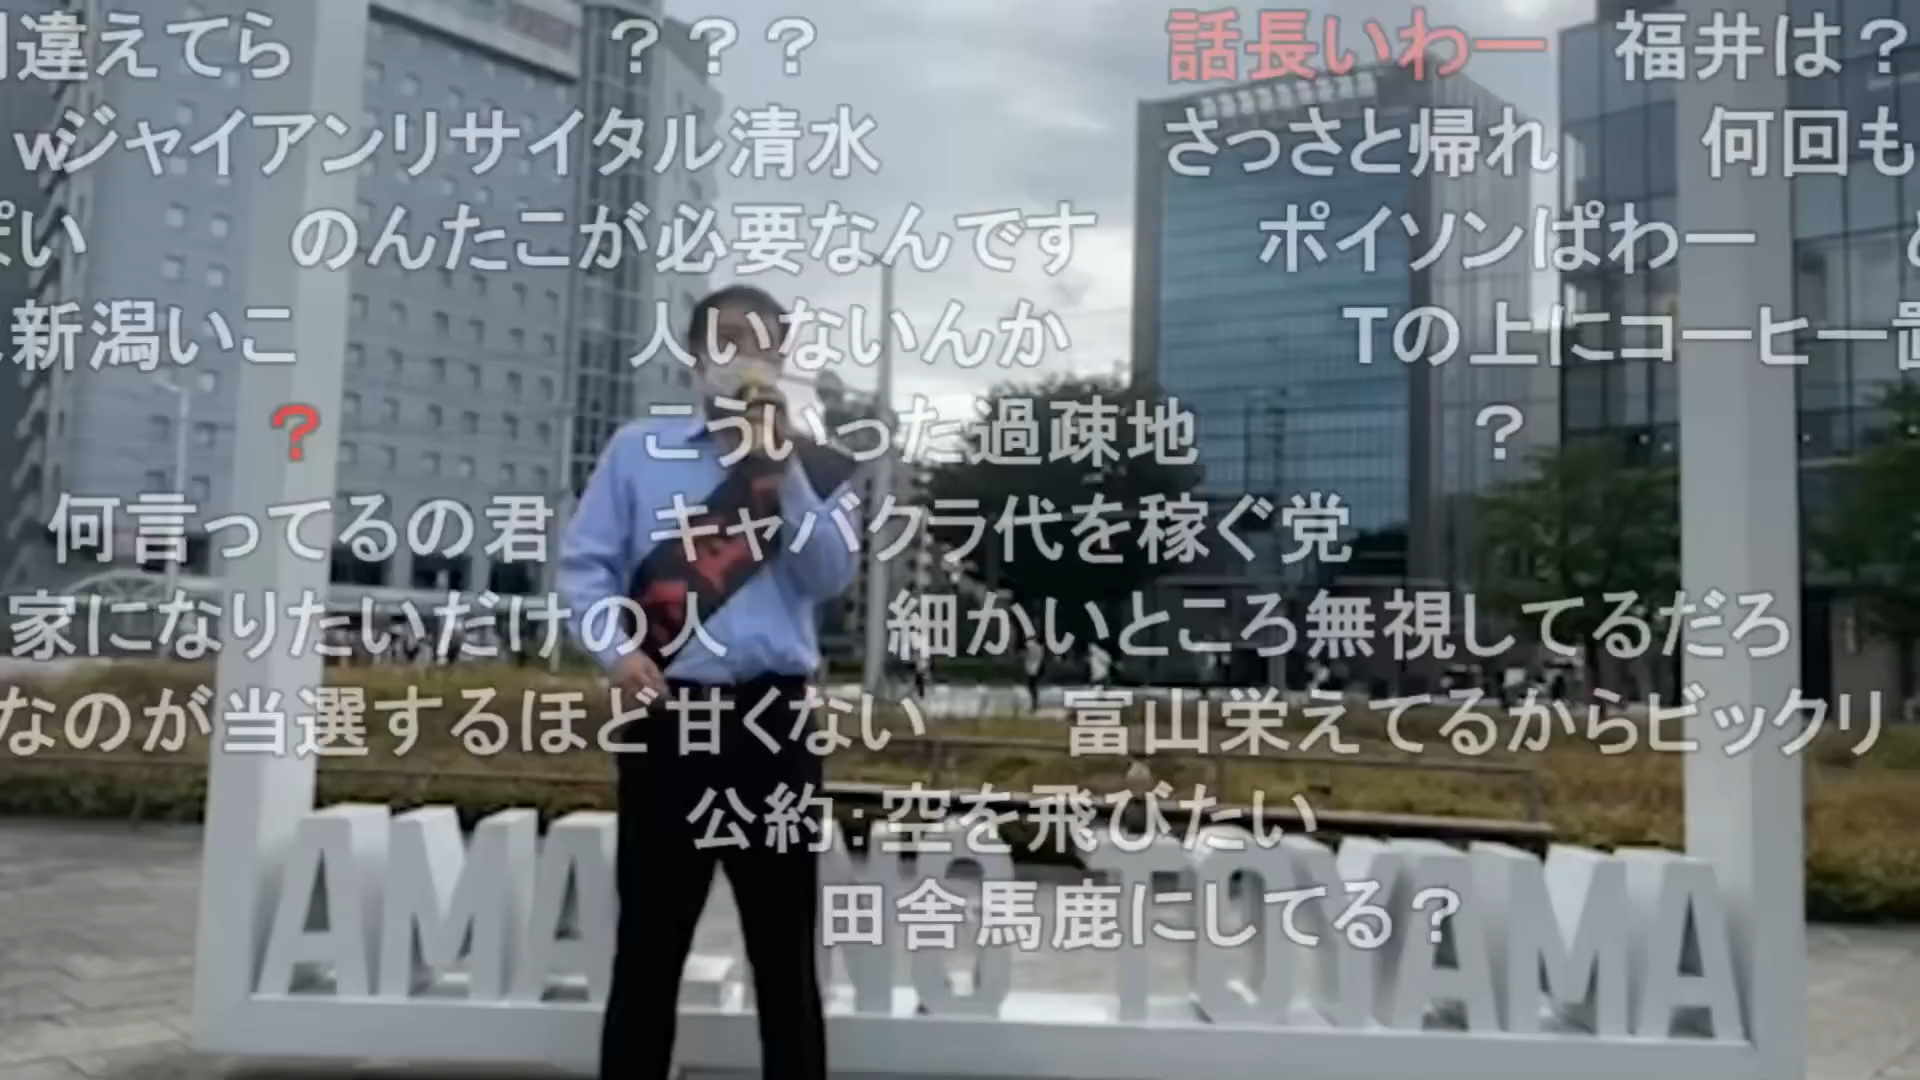 違えてら ??? 話長いわー 福井は?
wジャイアンリサイタル清水 さっさと帰れ 何回も
ぽい のんたこが必要なんです ポイソンぱわー
新潟いこ 人いないんか Tの上にコーヒー
? こういった過疎地 ?
何言ってるの君 キャバクラ代を稼ぐ党
家になりたいだけの人 細かいところ無視してるだろ
なのが当選するほど甘くない 富山栄えてるからビックリ
公約:空を飛びたい
田舎馬鹿にしてる?
AMA NO TOYAMA